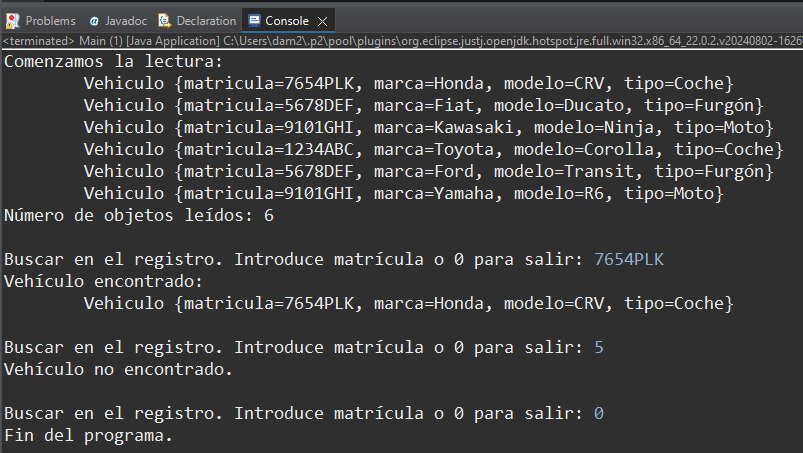 Problems Javadoc Declaration Console
<terminated> Main (1) [Java Application] C:\Users\dam2\.p2\pool\plugins\org.eclipse.justj.openjdk.hotspot.jre.full.win32.x86_64_22.0.2.v20240802-1626
Comenzamos la lectura:
        Vehiculo {matricula=7654PLK, marca=Honda, modelo=CRV, tipo=Coche}
        Vehiculo {matricula=5678DEF, marca=Fiat, modelo=Ducato, tipo=Furgón}
        Vehiculo {matricula=9101GHI, marca=Kawasaki, modelo=Ninja, tipo=Moto}
        Vehiculo {matricula=1234ABC, marca=Toyota, modelo=Corolla, tipo=Coche}
        Vehiculo {matricula=5678DEF, marca=Ford, modelo=Transit, tipo=Furgón}
        Vehiculo {matricula=9101GHI, marca=Yamaha, modelo=R6, tipo=Moto}
Número de objetos leídos: 6
Buscar en el registro. Introduce matrícula o 0 para salir: 7654PLK
Vehículo encontrado:
        Vehiculo {matricula=7654PLK, marca=Honda, modelo=CRV, tipo=Coche}
Buscar en el registro. Introduce matrícula o 0 para salir: 5
Vehículo no encontrado.
Buscar en el registro. Introduce matrícula o 0 para salir: 0
Fin del programa.